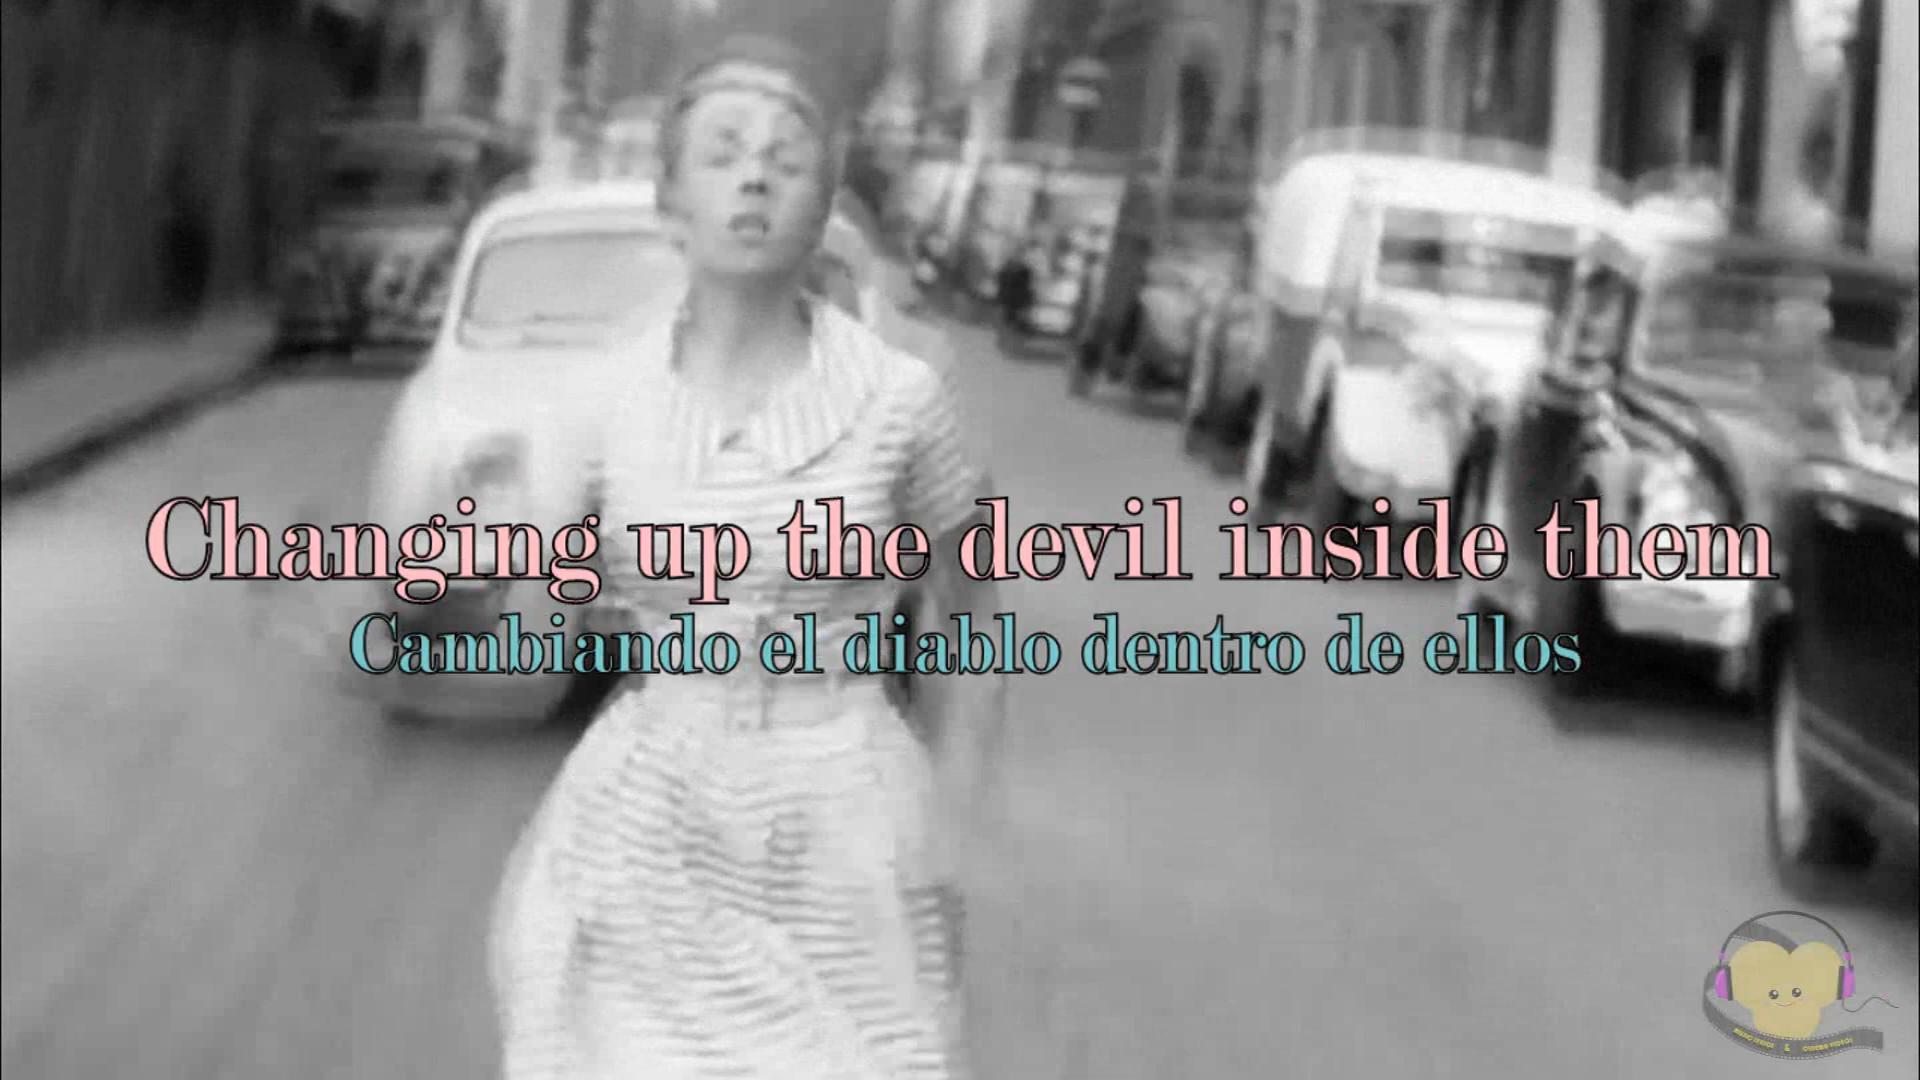 Changing up the devil inside them
Cambiando el diablo dentro de ellos